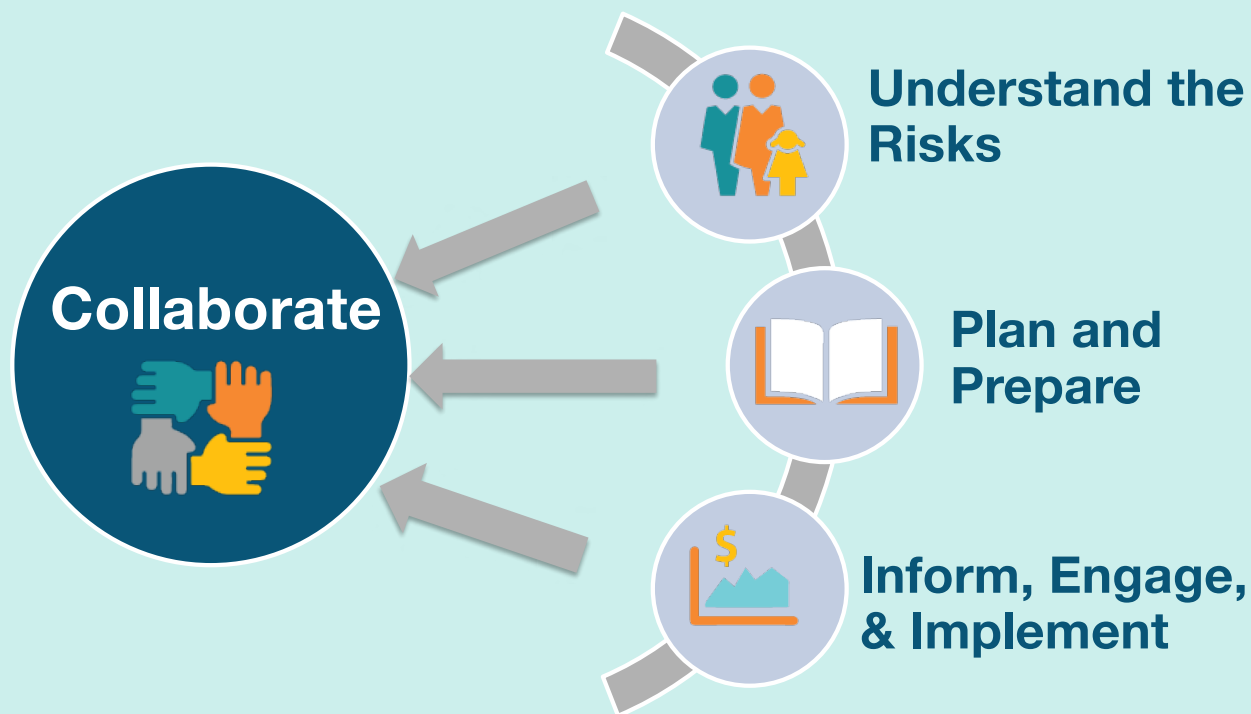 Understand the
Risks
Collaborate
Plan and
Prepare
$
Inform, Engage,
& Implement